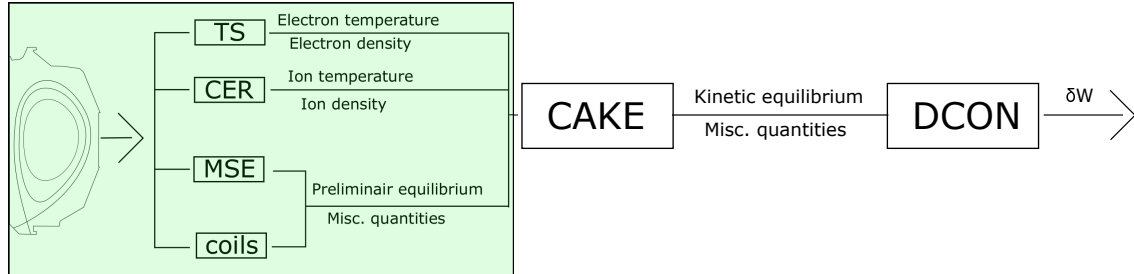 TS
Electron temperature
Electron density
CER
Ion temperature
Ion density
MSE
Preliminair equilibrium
Misc. quantities
coils
CAKE
Kinetic equilibrium
Misc. quantities
DCON
δW